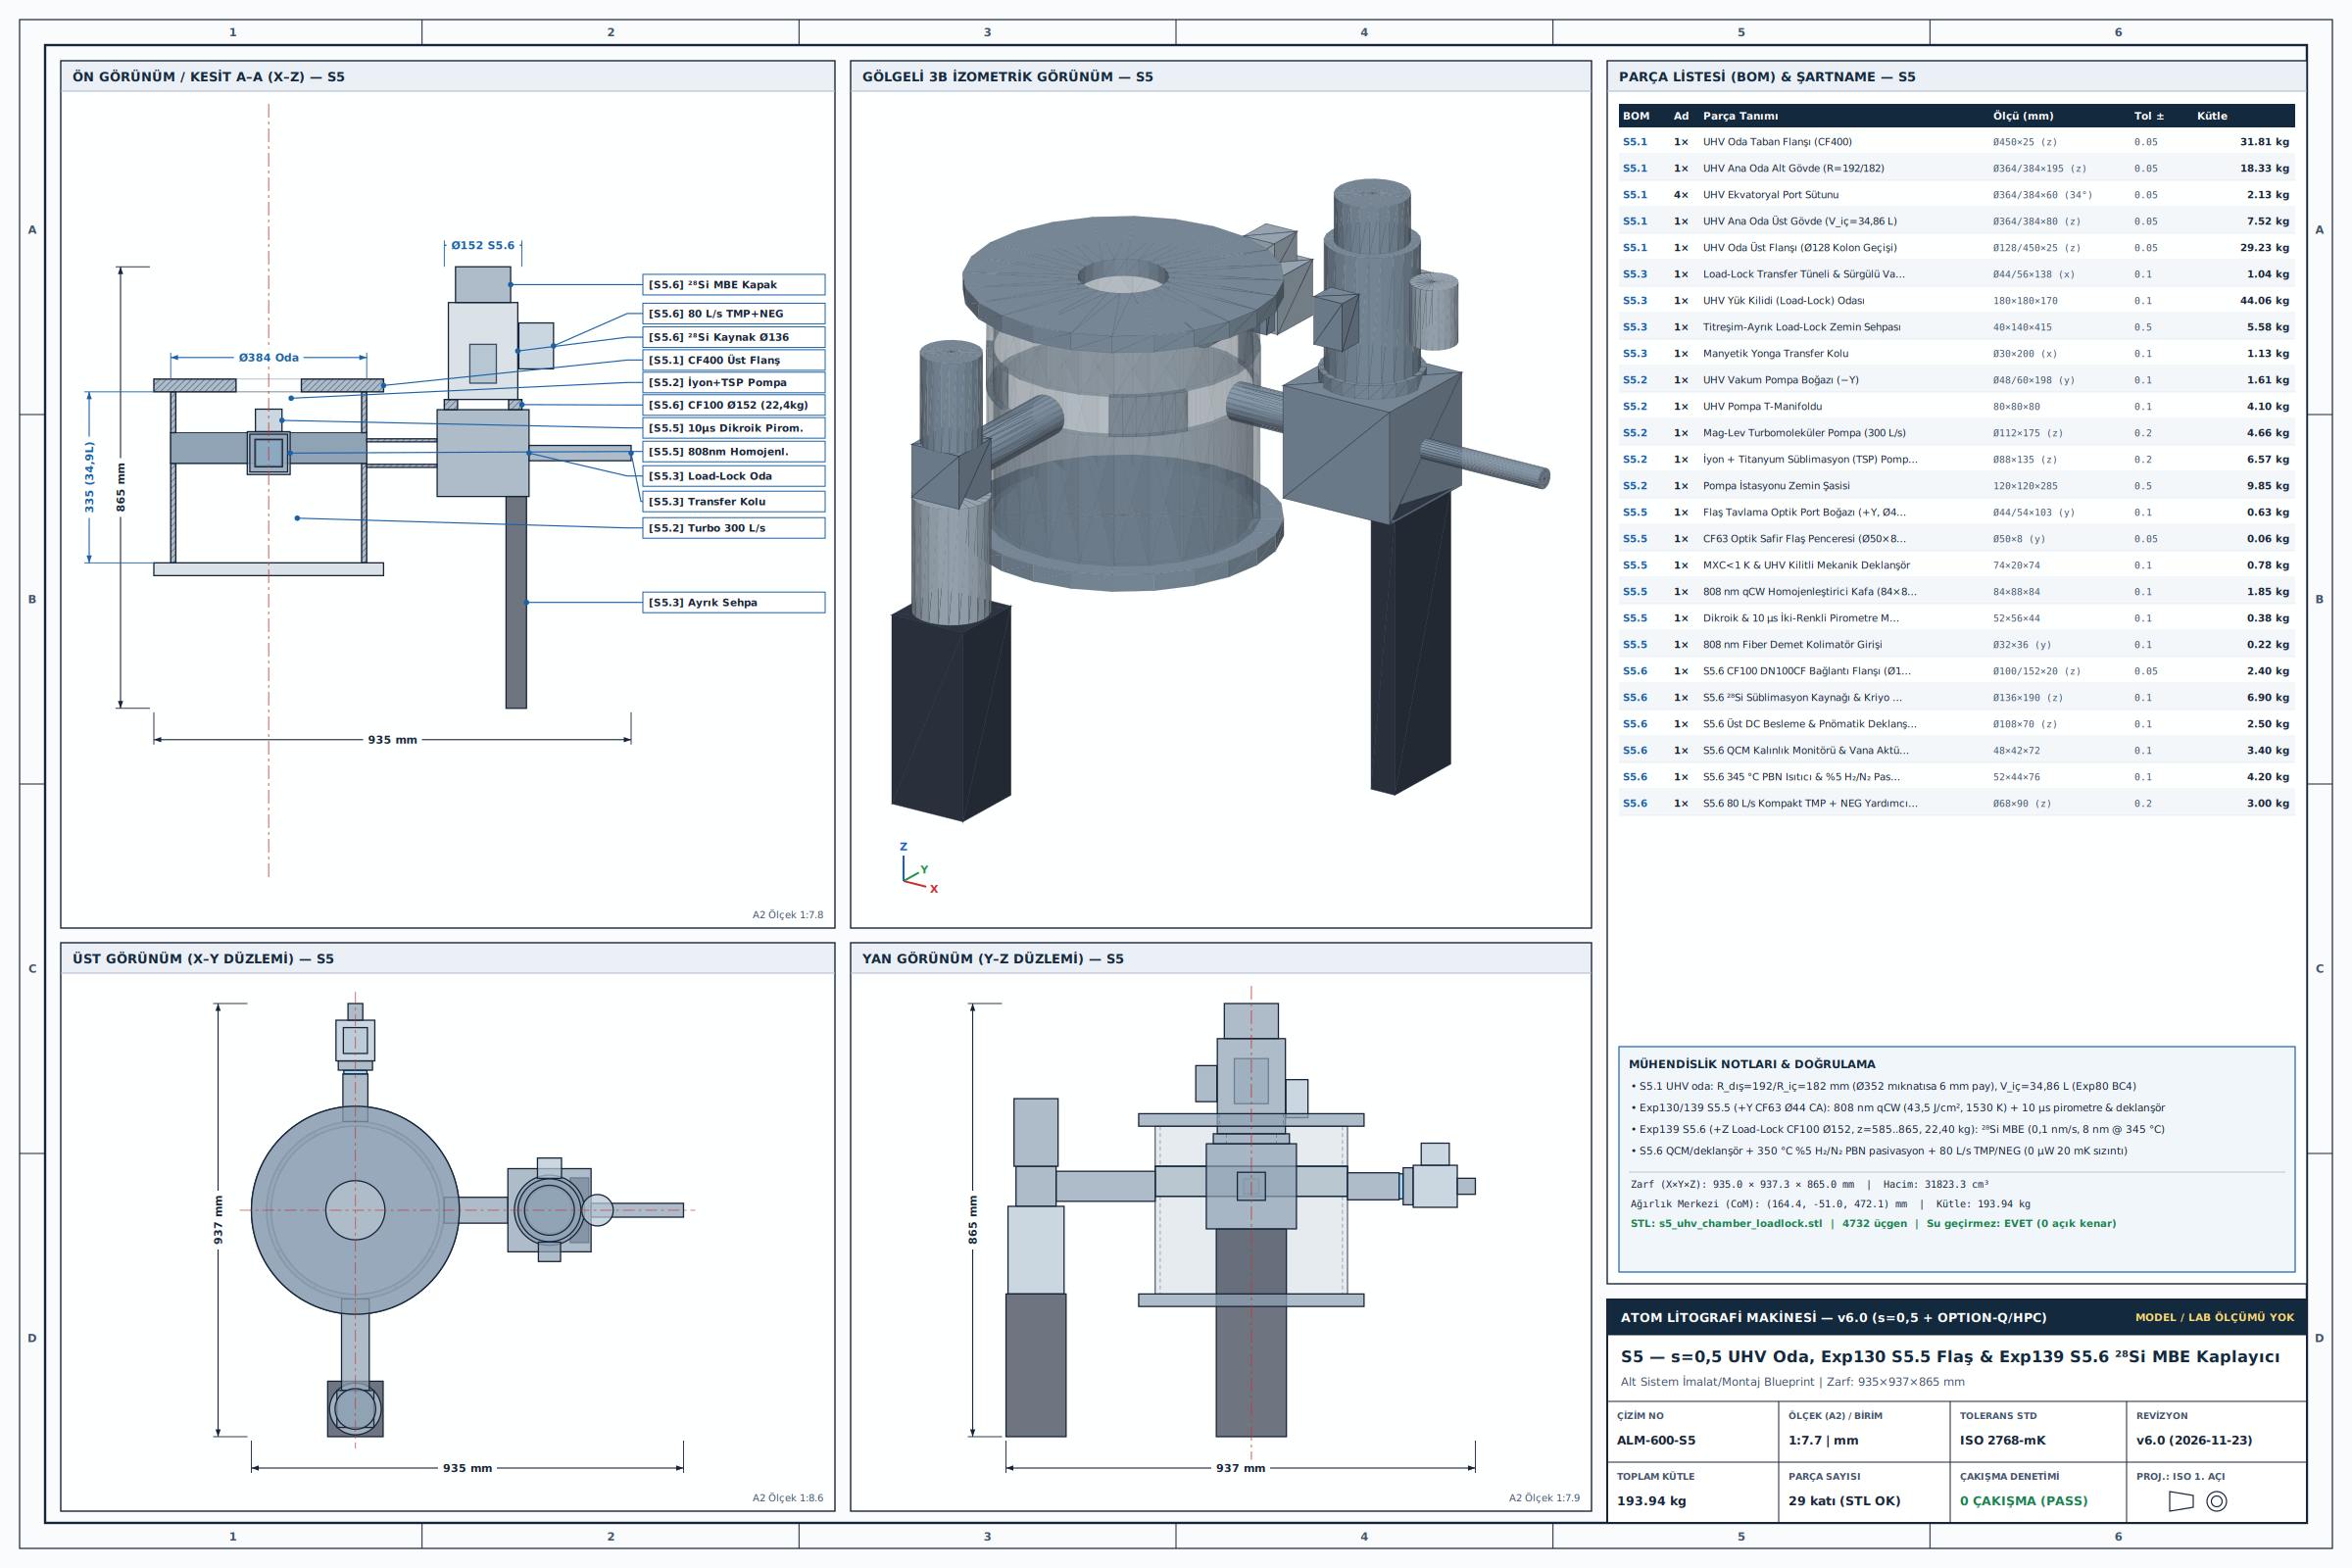 1 2 3 4 5 6
A
B
C
D
A
B
C
D
ÖN GÖRÜNÜM / KESİT A–A (X–Z) — S5
Ø152 S5.6
Ø384 Oda
335 (34,9L)
865 mm
935 mm
[S5.6] ²⁸Si MBE Kapak
[S5.6] 80 L/s TMP+NEG
[S5.6] ²⁸Si Kaynak Ø136
[S5.1] CF400 Üst Flanş
[S5.2] İyon+TSP Pompa
[S5.6] CF100 Ø152 (22,4kg)
[S5.5] 10µs Dikroik Pirom.
[S5.5] 808nm Homojenl.
[S5.3] Load-Lock Oda
[S5.3] Transfer Kolu
[S5.2] Turbo 300 L/s
[S5.3] Ayrık Sehpa
A2 Ölçek 1:7.8
GÖLGELİ 3B İZOMETRİK GÖRÜNÜM — S5
Z
Y
X
ÜST GÖRÜNÜM (X–Y DÜZLEMİ) — S5
937 mm
935 mm
A2 Ölçek 1:8.6
YAN GÖRÜNÜM (Y–Z DÜZLEMİ) — S5
865 mm
937 mm
A2 Ölçek 1:7.9
PARÇA LİSTESİ (BOM) & ŞARTNAME — S5
BOM Ad Parça Tanımı Ölçü (mm) Tol ± Kütle
S5.1 1× UHV Oda Taban Flanşı (CF400) Ø450×25 (z) 0.05 31.81 kg
S5.1 1× UHV Ana Oda Alt Gövde (R=192/182) Ø364/384×195 (z) 0.05 18.33 kg
S5.1 4× UHV Ekvatoryal Port Sütunu Ø364/384×60 (34°) 0.05 2.13 kg
S5.1 1× UHV Ana Oda Üst Gövde (V_iç=34,86 L) Ø364/384×80 (z) 0.05 7.52 kg
S5.1 1× UHV Oda Üst Flanşı (Ø128 Kolon Geçişi) Ø128/450×25 (z) 0.05 29.23 kg
S5.3 1× Load-Lock Transfer Tüneli & Sürgülü Va… Ø44/56×138 (x) 0.1 1.04 kg
S5.3 1× UHV Yük Kilidi (Load-Lock) Odası 180×180×170 0.1 44.06 kg
S5.3 1× Titreşim-Ayrık Load-Lock Zemin Sehpası 40×140×415 0.5 5.58 kg
S5.3 1× Manyetik Yonga Transfer Kolu Ø30×200 (x) 0.1 1.13 kg
S5.2 1× UHV Vakum Pompa Boğazı (−Y) Ø48/60×198 (y) 0.1 1.61 kg
S5.2 1× UHV Pompa T-Manifoldu 80×80×80 0.1 4.10 kg
S5.2 1× Mag-Lev Turbomoleküler Pompa (300 L/s) Ø112×175 (z) 0.2 4.66 kg
S5.2 1× İyon + Titanyum Süblimasyon (TSP) Pomp… Ø88×135 (z) 0.2 6.57 kg
S5.2 1× Pompa İstasyonu Zemin Şasisi 120×120×285 0.5 9.85 kg
S5.5 1× Flaş Tavlama Optik Port Boğazı (+Y, Ø4… Ø44/54×103 (y) 0.1 0.63 kg
S5.5 1× CF63 Optik Safir Flaş Penceresi (Ø50×8… Ø50×8 (y) 0.05 0.06 kg
S5.5 1× MXC<1 K & UHV Kilitli Mekanik Deklanşör 74×20×74 0.1 0.78 kg
S5.5 1× 808 nm qCW Homojenleştirici Kafa (84×8… 84×88×84 0.1 1.85 kg
S5.5 1× Dikroik & 10 µs İki-Renkli Pirometre M… 52×56×44 0.1 0.38 kg
S5.5 1× 808 nm Fiber Demet Kolimatör Girişi Ø32×36 (y) 0.1 0.22 kg
S5.6 1× S5.6 CF100 DN100CF Bağlantı Flanşı (Ø1… Ø100/152×20 (z) 0.05 2.40 kg
S5.6 1× S5.6 ²⁸Si Süblimasyon Kaynağı & Kriyo … Ø136×190 (z) 0.1 6.90 kg
S5.6 1× S5.6 Üst DC Besleme & Pnömatik Deklanş… Ø108×70 (z) 0.1 2.50 kg
S5.6 1× S5.6 QCM Kalınlık Monitörü & Vana Aktü… 48×42×72 0.1 3.40 kg
S5.6 1× S5.6 345 °C PBN Isıtıcı & %5 H₂/N₂ Pas… 52×44×76 0.1 4.20 kg
S5.6 1× S5.6 80 L/s Kompakt TMP + NEG Yardımcı… Ø68×90 (z) 0.2 3.00 kg
MÜHENDİSLİK NOTLARI & DOĞRULAMA
• S5.1 UHV oda: R_dış=192/R_iç=182 mm (Ø352 mıknatısa 6 mm pay), V_iç=34,86 L (Exp80 BC4)
• Exp130/139 S5.5 (+Y CF63 Ø44 CA): 808 nm qCW (43,5 J/cm², 1530 K) + 10 µs pirometre & deklanşör
• Exp139 S5.6 (+Z Load-Lock CF100 Ø152, z=585..865, 22,40 kg): ²⁸Si MBE (0,1 nm/s, 8 nm @ 345 °C)
• S5.6 QCM/deklanşör + 350 °C %5 H₂/N₂ PBN pasivasyon + 80 L/s TMP/NEG (0 µW 20 mK sızıntı)
Zarf (X×Y×Z): 935.0 × 937.3 × 865.0 mm | Hacim: 31823.3 cm³
Ağırlık Merkezi (CoM): (164.4, -51.0, 472.1) mm | Kütle: 193.94 kg
STL: s5_uhv_chamber_loadlock.stl | 4732 üçgen | Su geçirmez: EVET (0 açık kenar)
ATOM LİTOGRAFİ MAKİNESİ — v6.0 (s=0,5 + OPTION-Q/HPC) MODEL / LAB ÖLÇÜMÜ YOK
S5 — s=0,5 UHV Oda, Exp130 S5.5 Flaş & Exp139 S5.6 ²⁸Si MBE Kaplayıcı
Alt Sistem İmalat/Montaj Blueprint | Zarf: 935×937×865 mm
ÇİZİM NO ÖLÇEK (A2) / BİRİM TOLERANS STD REVİZYON
ALM-600-S5 1:7.7 | mm ISO 2768-mK v6.0 (2026-11-23)
TOPLAM KÜTLE PARÇA SAYISI ÇAKIŞMA DENETİMİ PROJ.: ISO 1. AÇI
193.94 kg 29 katı (STL OK) 0 ÇAKIŞMA (PASS)
1 2 3 4 5 6